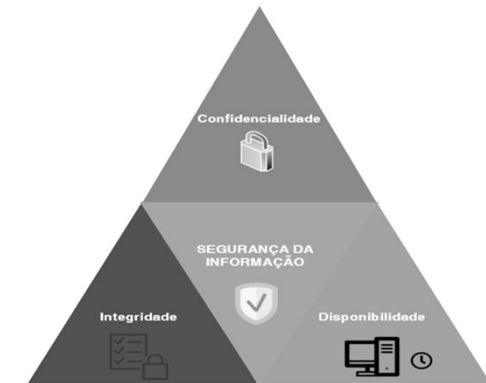 Confidencialidade
SEGURANÇA DA
INFORMAÇÃO
Integridade
Disponibilidade